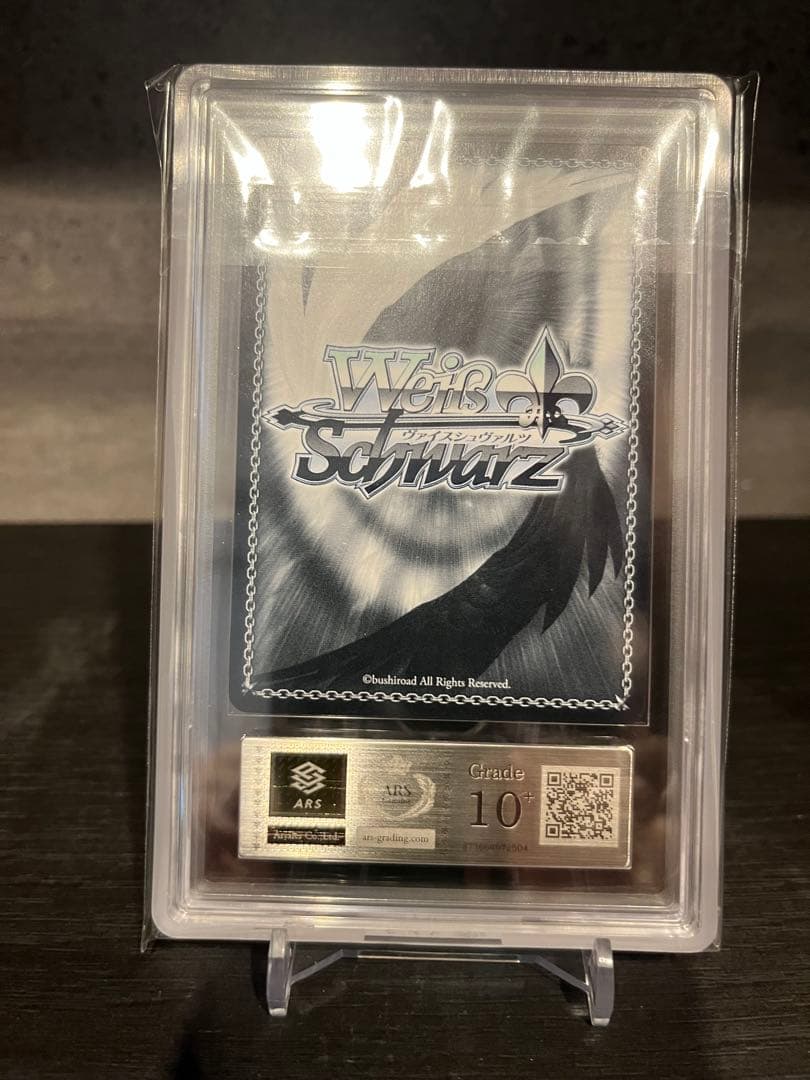 Weiß
ヴァイスシュヴァルツ
Schwarz
©bushiroad All Rights Reserved.
ARS
ARS
Grade
10+
ars-grading.com